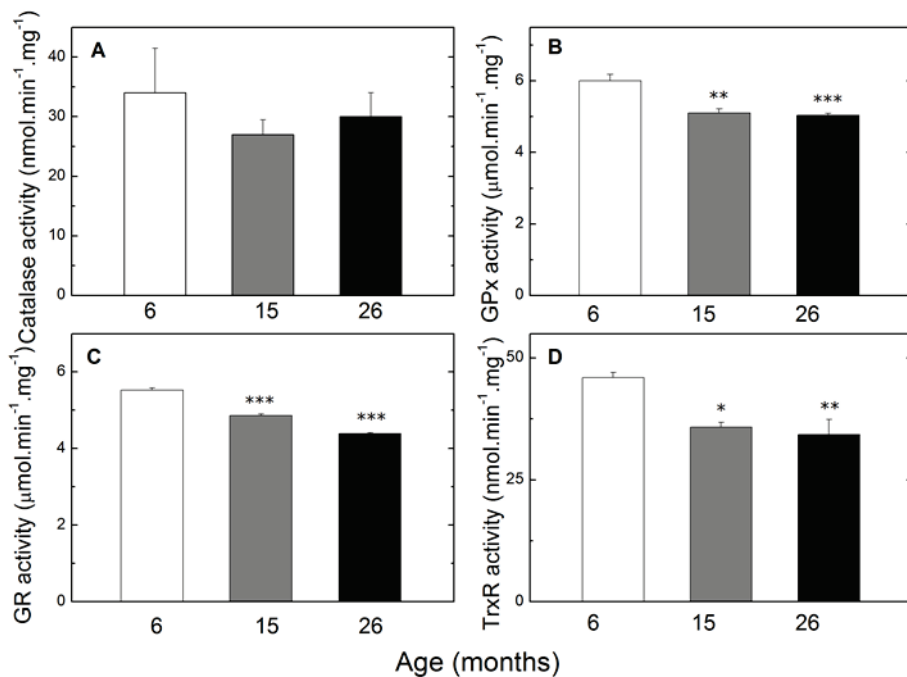 A
Catalase activity (nmol.min⁻¹.mg⁻¹)
40
30
20
10
0
6 15 26
B
GPx activity (μmol.min⁻¹.mg⁻¹)
6
4
2
0
** ***
6 15 26
C
GR activity (μmol.min⁻¹.mg⁻¹)
6
4
2
0
*** ***
6 15 26
D
TrxR activity (nmol.min⁻¹.mg⁻¹)
50
25
0
* **
6 15 26
Age (months)